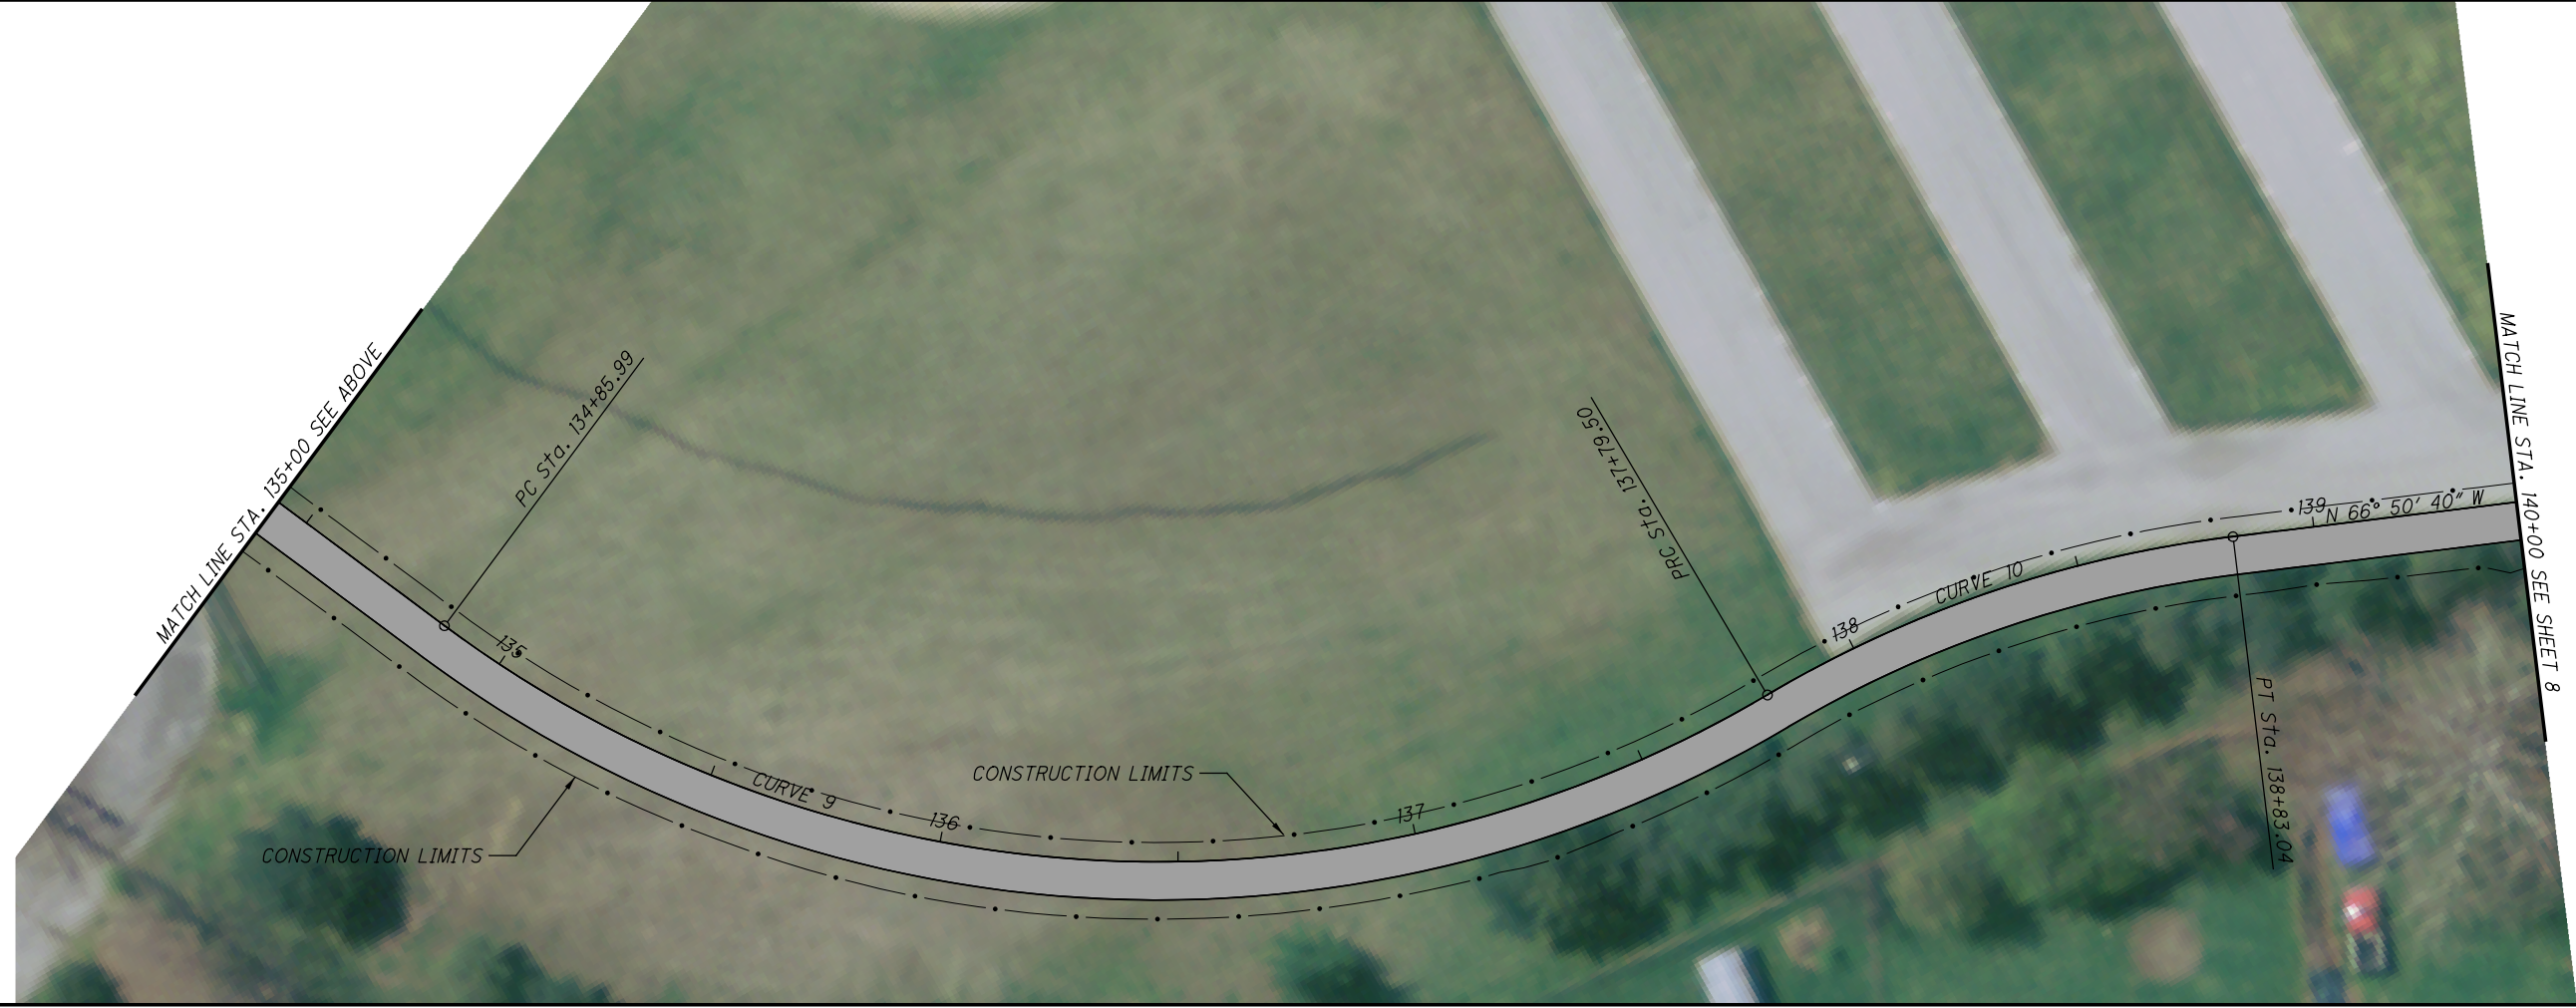 MATCH LINE STA. 135+00 SEE ABOVE
PC Sta. 134+85.99
135
CURVE 9
CONSTRUCTION LIMITS
136
CONSTRUCTION LIMITS
137
PRC Sta. 137+79.50
138
CURVE 10
139
N 66° 50' 40" W
PT Sta. 138+83.04
MATCH LINE STA. 140+00 SEE SHEET 8